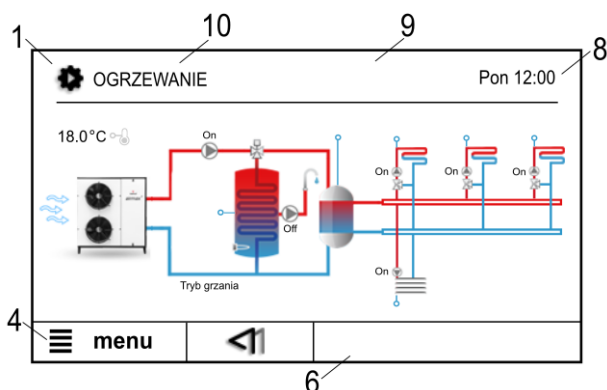 1
10
9
8
OGRZEWANIE
Pon 12:00
18.0°C
On
On
On
On
Off
On
Tryb grzania
4
menu
6